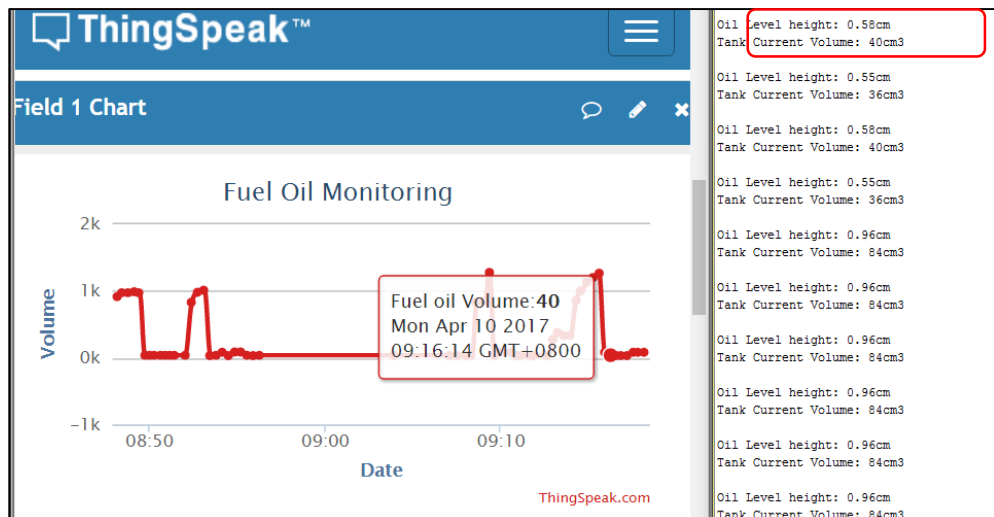 ThingSpeak™
Field 1 Chart
Fuel Oil Monitoring
2k
1k
0k
-1k
Volume
Fuel oil Volume:40
Mon Apr 10 2017
09:16:14 GMT+0800
08:50
09:00
09:10
Date
ThingSpeak.com
Oil Level height: 0.58cm
Tank Current Volume: 40cm3
Oil Level height: 0.55cm
Tank Current Volume: 36cm3
Oil Level height: 0.58cm
Tank Current Volume: 40cm3
Oil Level height: 0.55cm
Tank Current Volume: 36cm3
Oil Level height: 0.96cm
Tank Current Volume: 84cm3
Oil Level height: 0.96cm
Tank Current Volume: 84cm3
Oil Level height: 0.96cm
Tank Current Volume: 84cm3
Oil Level height: 0.96cm
Tank Current Volume: 84cm3
Oil Level height: 0.96cm
Tank Current Volume: 84cm3
Oil Level height: 0.96cm
Tank Current Volume: 84cm3